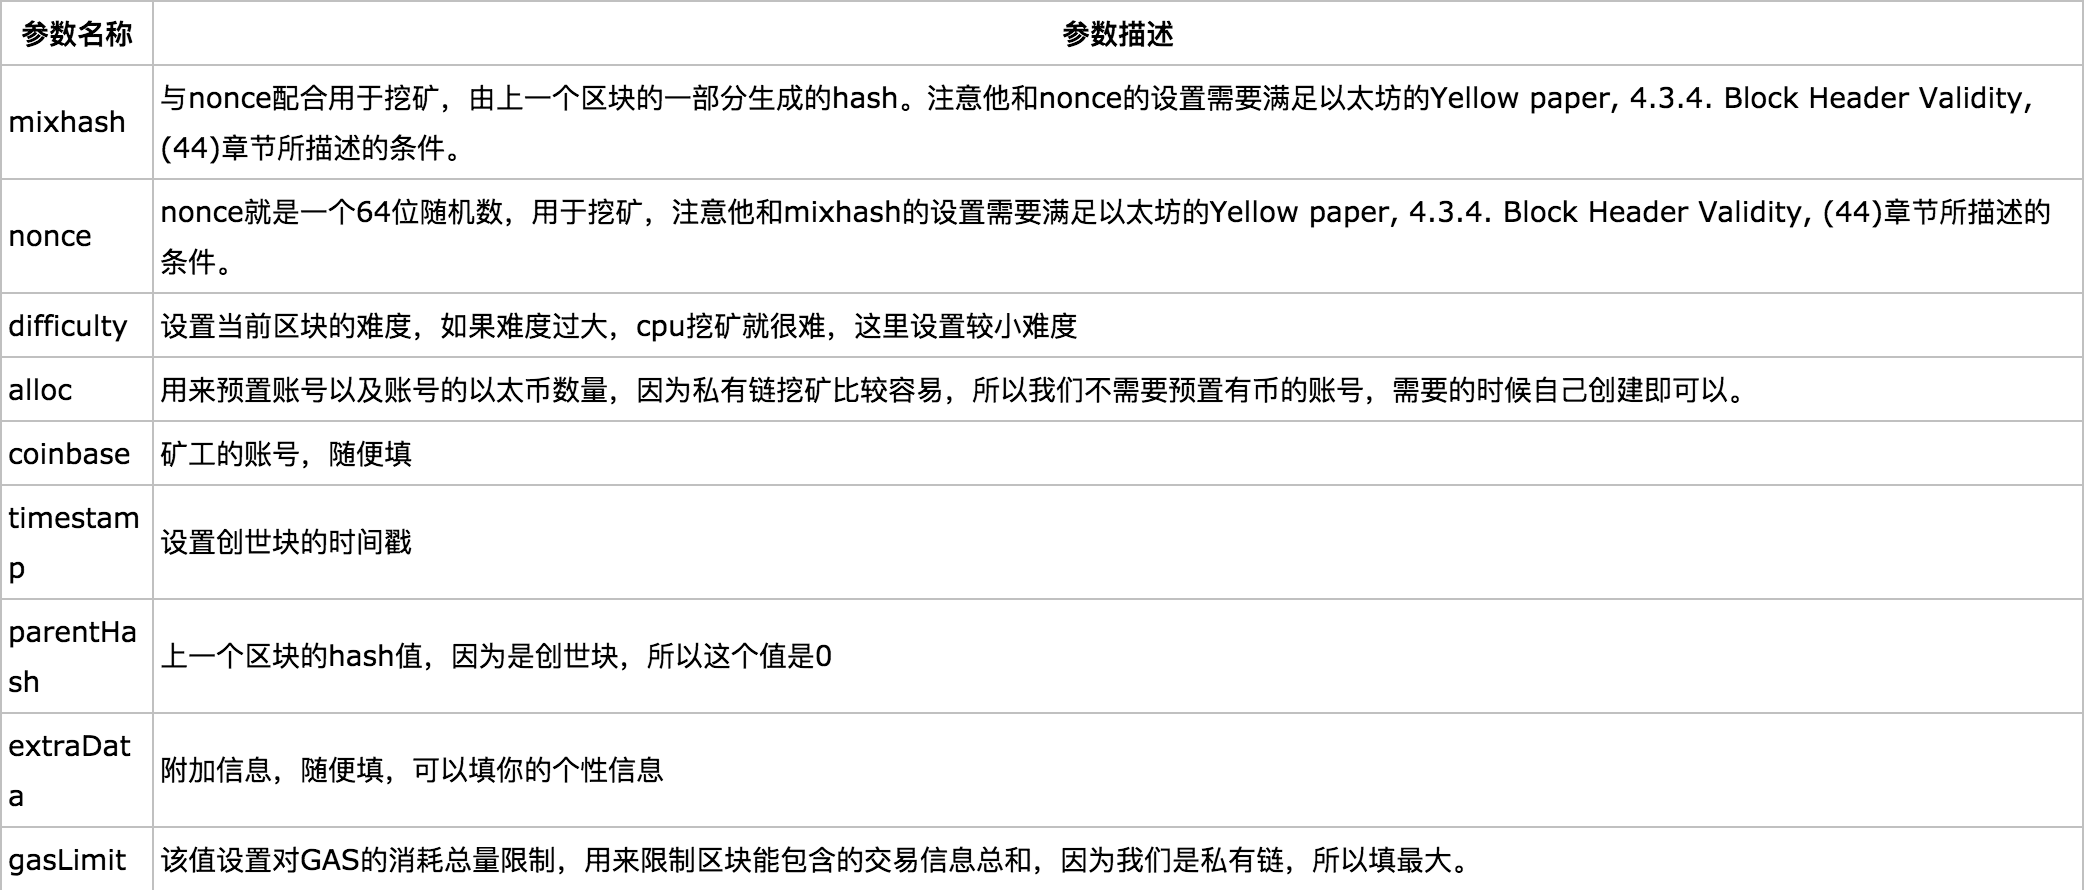 参数名称
参数描述
mixhash
与nonce配合用于挖矿，由上一个区块的一部分生成的hash。注意他和nonce的设置需要满足以太坊的Yellow paper, 4.3.4. Block Header Validity,
(44)章节所描述的条件。
nonce
nonce就是一个64位随机数，用于挖矿，注意他和mixhash的设置需要满足以太坊的Yellow paper, 4.3.4. Block Header Validity, (44)章节所描述的
条件。
difficulty
设置当前区块的难度，如果难度过大，cpu挖矿就很难，这里设置较小难度
alloc
用来预置账号以及账号的以太币数量，因为私有链挖矿比较容易，所以我们不需要预置有币的账号，需要的时候自己创建即可以。
coinbase
矿工的账号，随便填
timestam
p
设置创世块的时间戳
parentHa
sh
上一个区块的hash值，因为是创世块，所以这个值是0
extraDat
a
附加信息，随便填，可以填你的个性信息
gasLimit
该值设置对GAS的消耗总量限制，用来限制区块能包含的交易信息总和，因为我们是私有链，所以填最大。